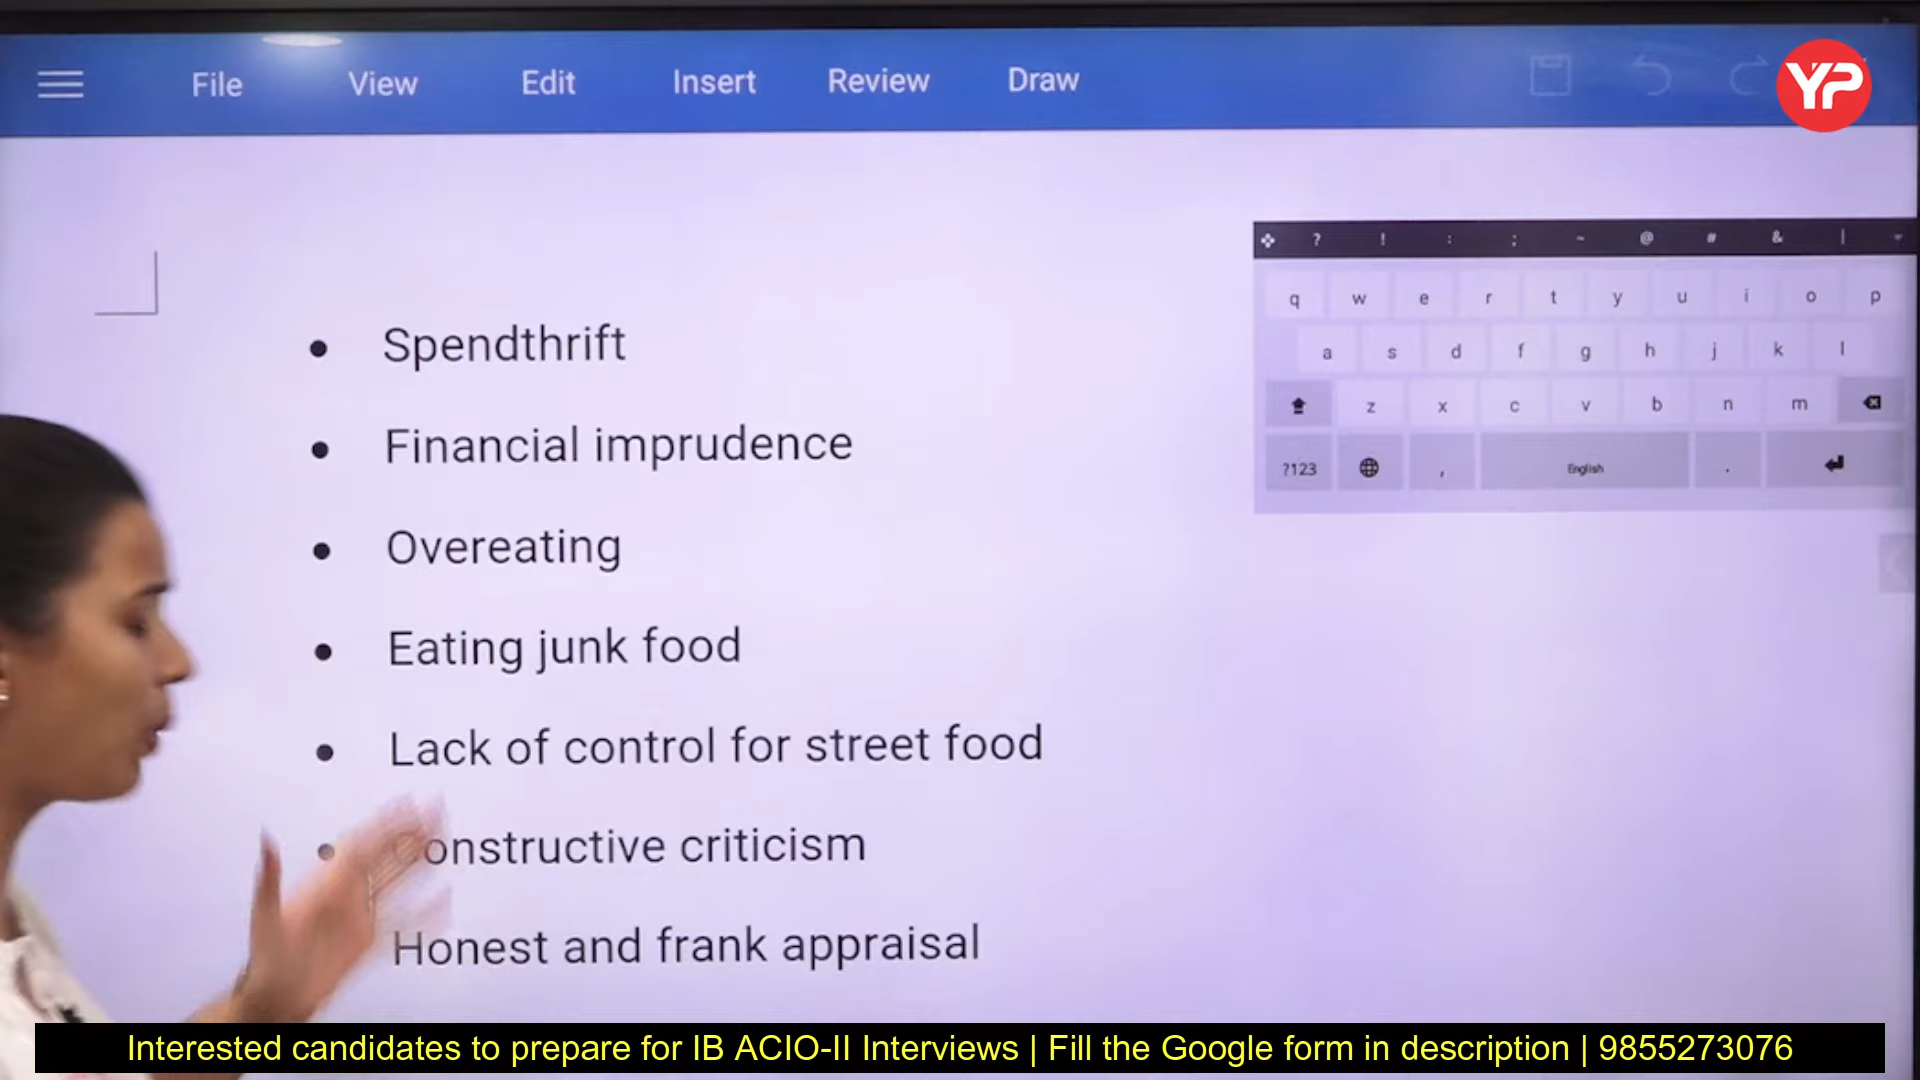 File View Edit Insert Review Draw
YP
? ! : ; ~ @ # & |
q w e r t y u i o p
a s d f g h j k l
z x c v b n m
?123 , English .
• Spendthrift
• Financial imprudence
• Overeating
• Eating junk food
• Lack of control for street food
• Constructive criticism
Honest and frank appraisal
Interested candidates to prepare for IB ACIO-II Interviews | Fill the Google form in description | 9855273076